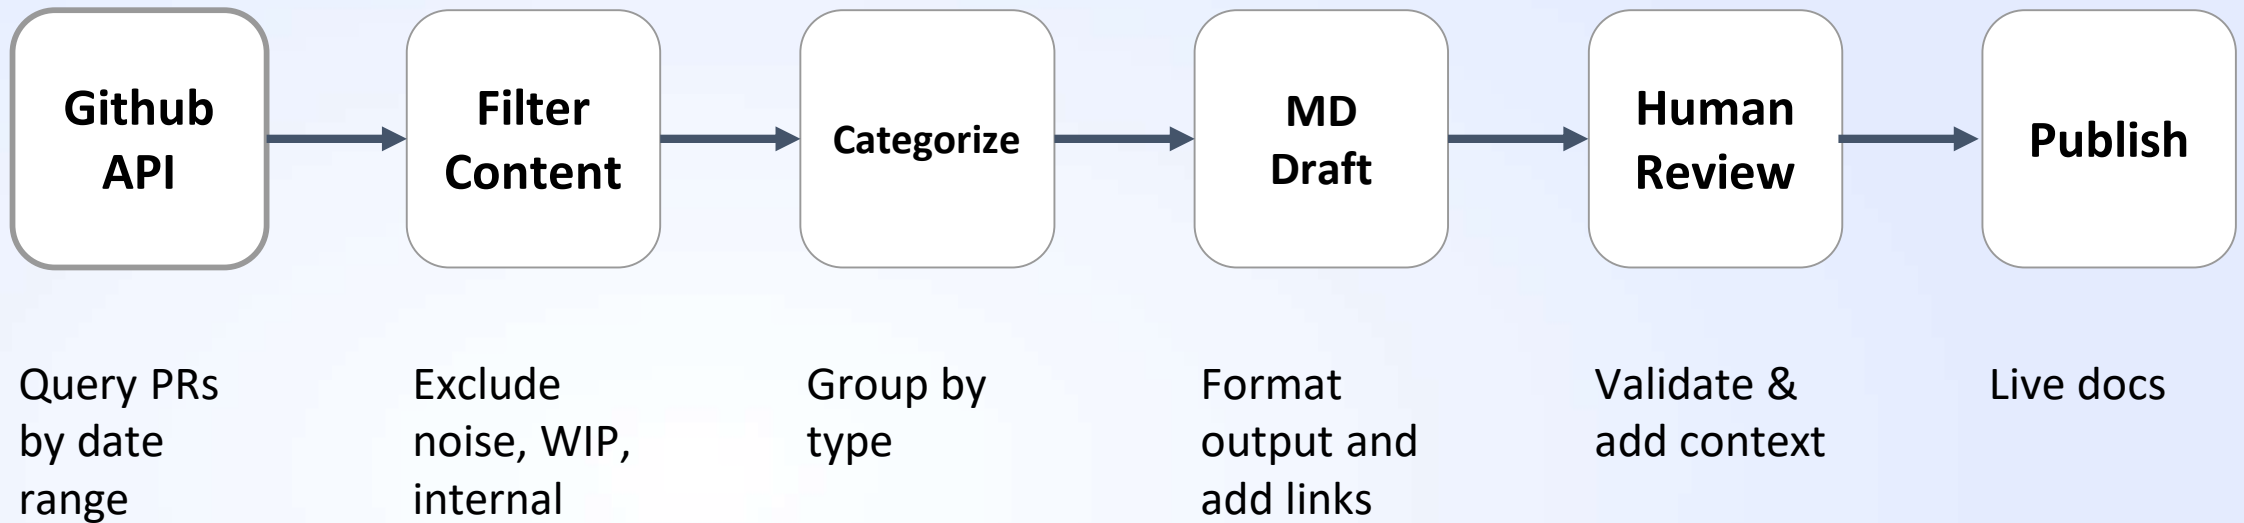 Github
API
Filter
Content
Categorize
MD
Draft
Human
Review
Publish
Query PRs
by date
range
Exclude
noise, WIP,
internal
Group by
type
Format
output and
add links
Validate &
add context
Live docs